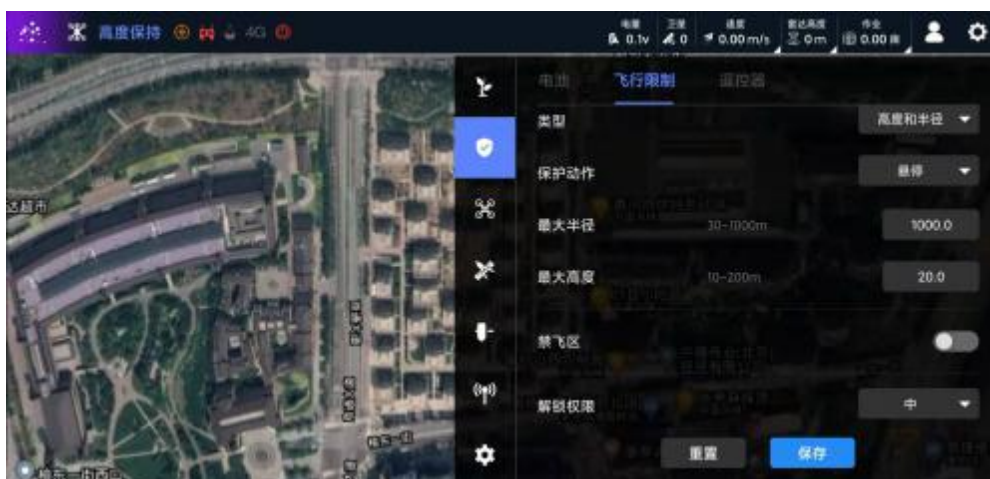 高度保持 4G
电量 0.1v
卫星 0
速度 0.00 m/s
雷达高度 0 m
作业 0.00 亩
达超市
电池 飞行限制 遥控器
类型 高度和半径
保护动作 悬停
最大半径 30-1000m 1000.0
最大高度 10-200m 20.0
禁飞区
解锁权限 中
重置 保存